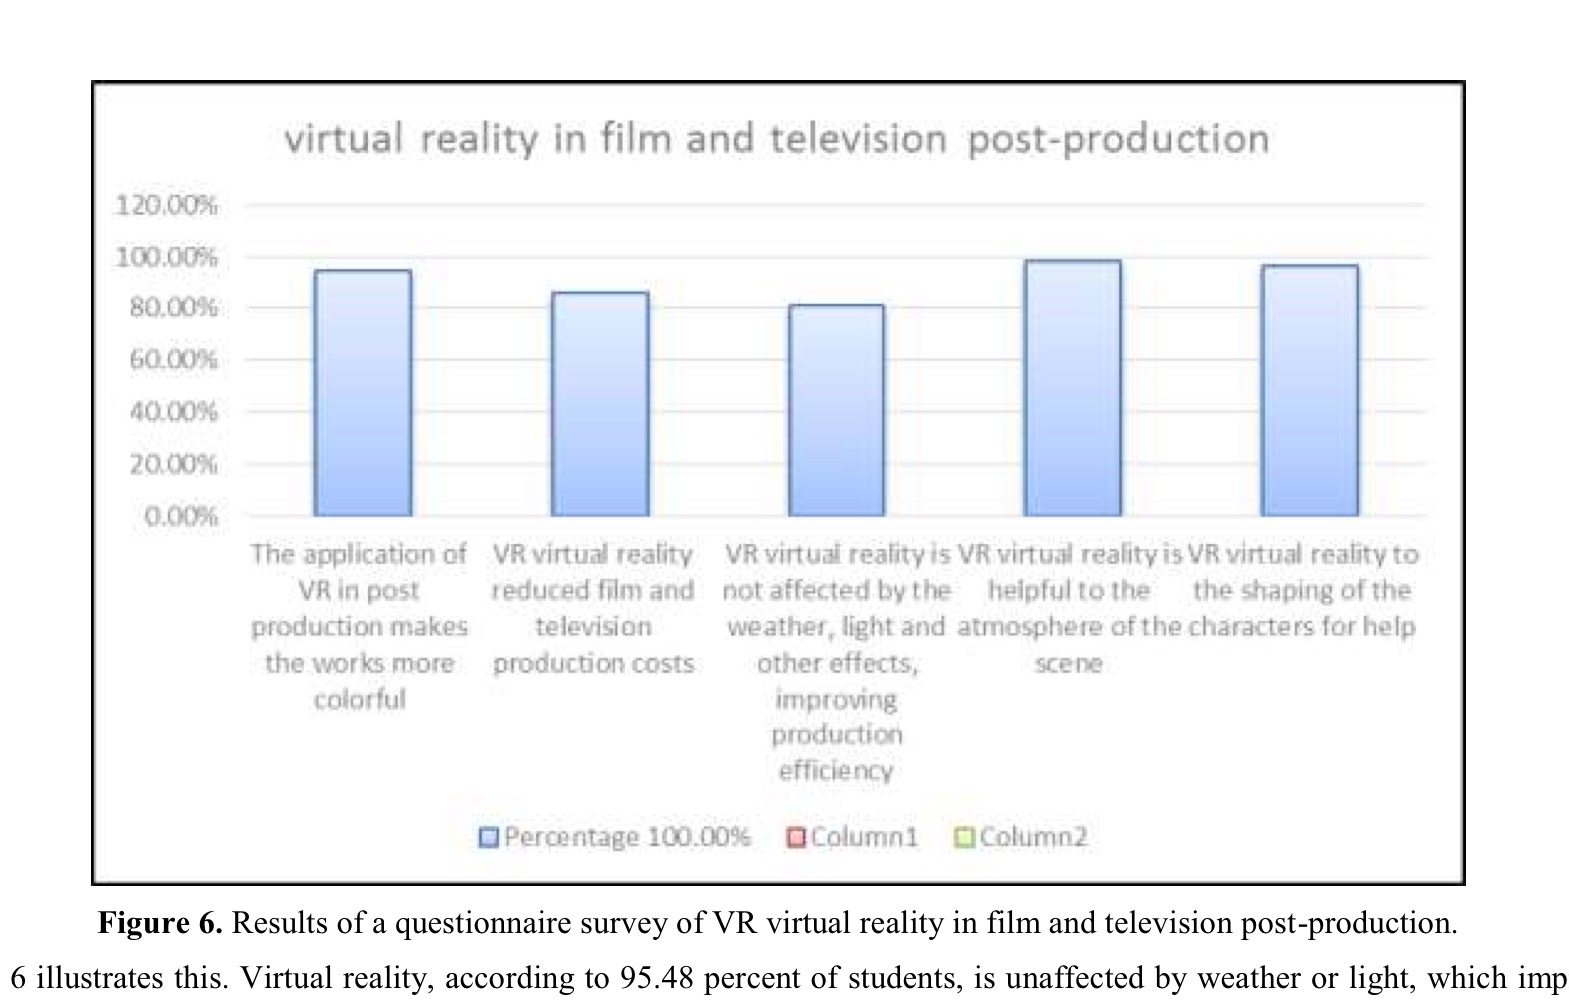 virtual reality in film and television post-production
120.00%
100.00%
80.00%
60.00%
40.00%
20.00%
0.00%
The application of
VR in post
production makes
the works more
colorful
VR virtual reality
reduced film and
television
production costs
VR virtual reality is
not affected by the
weather, light and
other effects,
improving
production
efficiency
VR virtual reality is
helpful to the
atmosphere of the
scene
VR virtual reality to
the shaping of the
characters for help
Percentage 100.00% Column1 Column2
Figure 6. Results of a questionnaire survey of VR virtual reality in film and television post-production.
6 illustrates this. Virtual reality, according to 95.48 percent of students, is unaffected by weather or light, which imp